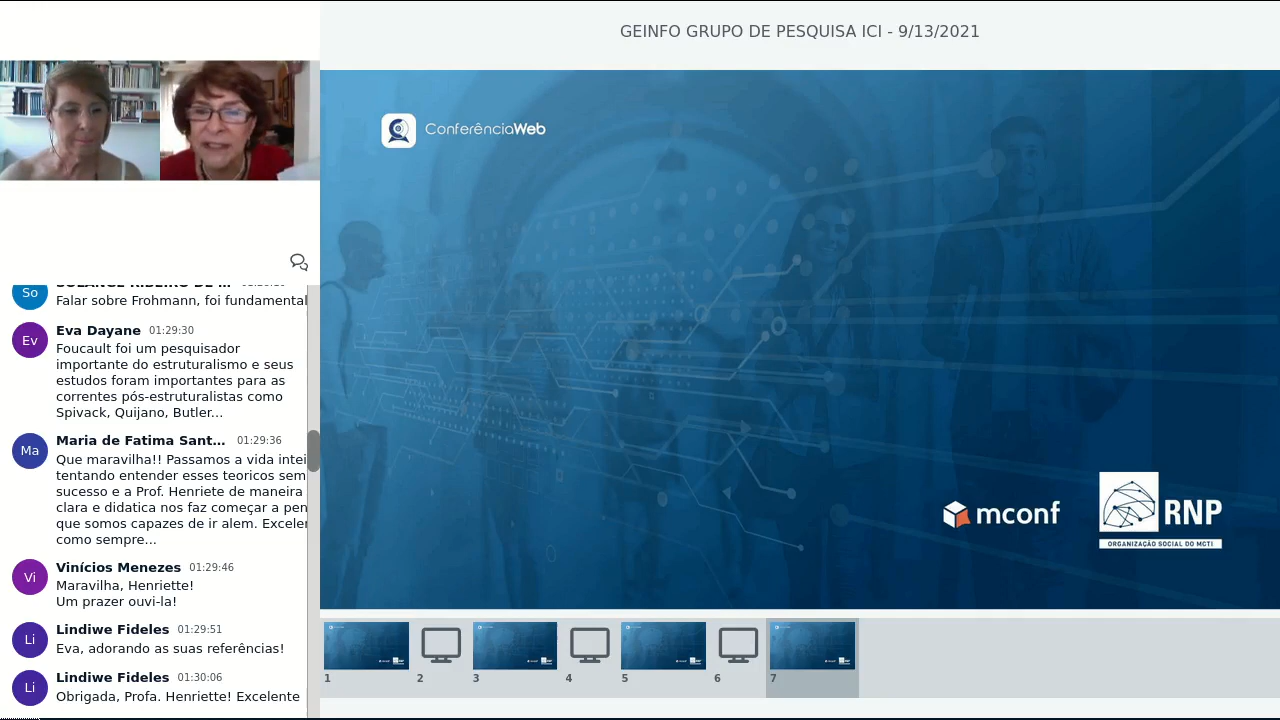 GEINFO GRUPO DE PESQUISA ICI - 9/13/2021
ConferênciaWeb
mconf
RNP
ORGANIZAÇÃO SOCIAL DO MCTI
So
Falar sobre Frohmann, foi fundamental
Ev
Eva Dayane 01:29:30
Foucault foi um pesquisador
importante do estruturalismo e seus
estudos foram importantes para as
correntes pós-estruturalistas como
Spivack, Quijano, Butler...
Ma
Maria de Fatima Sant... 01:29:36
Que maravilha!! Passamos a vida intei
tentando entender esses teoricos sem
sucesso e a Prof. Henriete de maneira
clara e didatica nos faz começar a pen
que somos capazes de ir alem. Excelen
como sempre...
Vi
Vinícios Menezes 01:29:46
Maravilha, Henriette!
Um prazer ouvi-la!
Li
Lindiwe Fideles 01:29:51
Eva, adorando as suas referências!
Li
Lindiwe Fideles 01:30:06
Obrigada, Profa. Henriette! Excelente
1 2 3 4 5 6 7